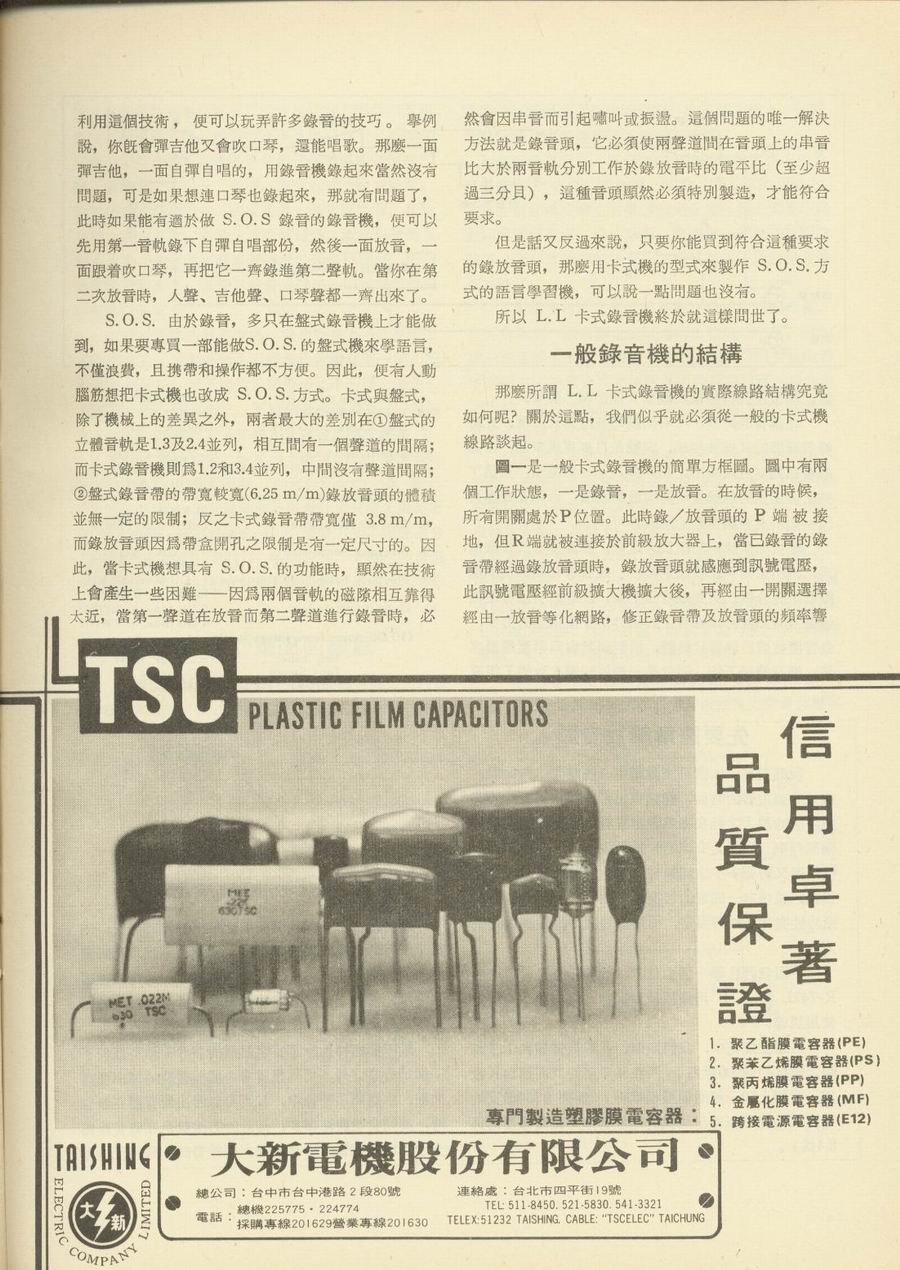 利用這個技術，便可以玩弄許多錄音的技巧。舉例
說，你旣會彈吉他又會吹口琴，還能唱歌。那麼一面
彈吉他，一面自彈自唱的，用錄音機錄起來當然沒有
問題，可是如果想連口琴也錄起來，那就有問題了，
此時如果能有適於做 S.O.S 錄音的錄音機，便可以
先用第一音軌錄下自彈自唱部份，然後一面放音，一
面跟着吹口琴，再把它一齊錄進第二聲軌。當你在第
二次放音時，人聲、吉他聲、口琴聲都一齊出來了。
S.O.S. 由於錄音，多只在盤式錄音機上才能做
到，如果要專買一部能做S.O.S.的盤式機來學語言，
不僅浪費，且携帶和操作都不方便。因此，便有人動
腦筋想把卡式機也改成 S.O.S.方式。卡式與盤式，
除了機械上的差異之外，兩者最大的差別在①盤式的
立體音軌是1.3及2.4並列，相互間有一個聲道的間隔；
而卡式錄音機則爲1.2和3.4並列，中間沒有聲道間隔；
②盤式錄音帶的帶寬較寬(6.25 m/m)錄放音頭的體積
並無一定的限制；反之卡式錄音帶帶寬僅 3.8 m/m，
而錄放音頭因爲帶盒開孔之限制是有一定尺寸的。因
此，當卡式機想具有 S.O.S.的功能時，顯然在技術
上會產生一些困難——因爲兩個音軌的磁隊相互靠得
太近，當第一聲道在放音而第二聲道進行錄音時，必
然會因串音而引起嘯叫或振盪。這個問題的唯一解決
方法就是錄音頭，它必須使兩聲道間在音頭上的串音
比大於兩音軌分別工作於錄放音時的電平比（至少超
過三分貝），這種音頭顯然必須特別製造，才能符合
要求。
但是話又反過來說，只要你能買到符合這種要求
的錄放音頭，那麼用卡式機的型式來製作 S.O.S.方
式的語言學習機，可以說一點問題也沒有。
所以 L.L 卡式錄音機終於就這樣問世了。
一般錄音機的結構
那麼所謂 L.L 卡式錄音機的實際線路結構究竟
如何呢？關於這點，我們似乎就必須從一般的卡式機
線路談起。
圖一是一般卡式錄音機的簡單方框圖。圖中有兩
個工作狀態，一是錄音，一是放音。在放音的時候，
所有開關處於P位置。此時錄／放音頭的 P 端被接
地，但R端就被連接於前級放大器上，當已錄音的錄
音帶經過錄放音頭時，錄放音頭就感應到訊號電壓，
此訊號電壓經前級擴大機擴大後，再經由一開關選擇
經由一放音等化網路，修正錄音帶及放音頭的頻率響
TSC
PLASTIC FILM CAPACITORS
信用卓著
品質保證
MET
.22K
630TSC
MET .022M
630 TSC
TSC
專門製造塑膠膜電容器：
1. 聚乙酯膜電容器(PE)
2. 聚苯乙烯膜電容器(PS)
3. 聚丙烯膜電容器(PP)
4. 金屬化膜電容器(MF)
5. 跨接電源電容器(E12)
TAISHING
ELECTRIC COMPANY LIMITED
大新
大新電機股份有限公司
總公司：台中市台中港路2段80號
電話：總機225775・224774
採購專線201629營業專線201630
連絡處：台北市四平街19號
TEL: 511-8450. 521-5830. 541-3321
TELEX:51232 TAISHING. CABLE: "TSCELEC" TAICHUNG